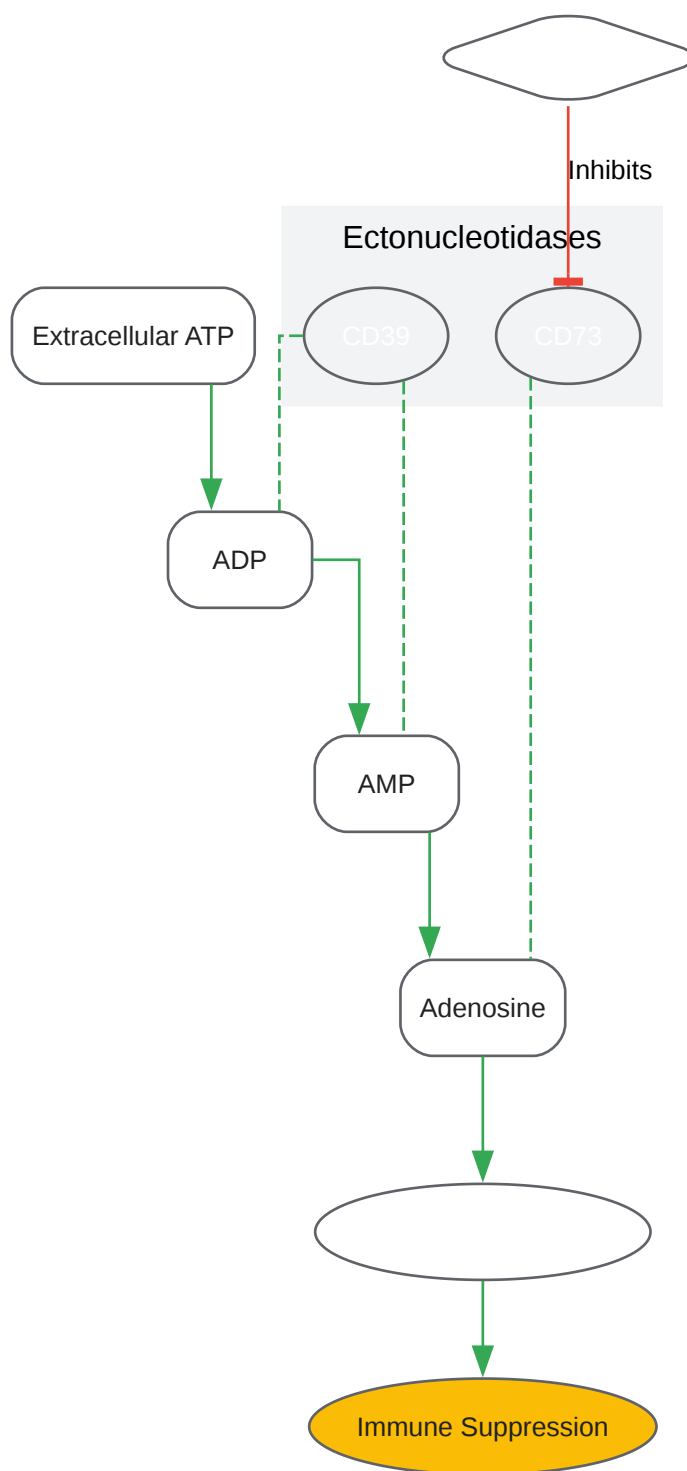 Inhibits
Ectonucleotidases
Extracellular ATP
CD39
CD73
ADP
AMP
Adenosine
Immune Suppression